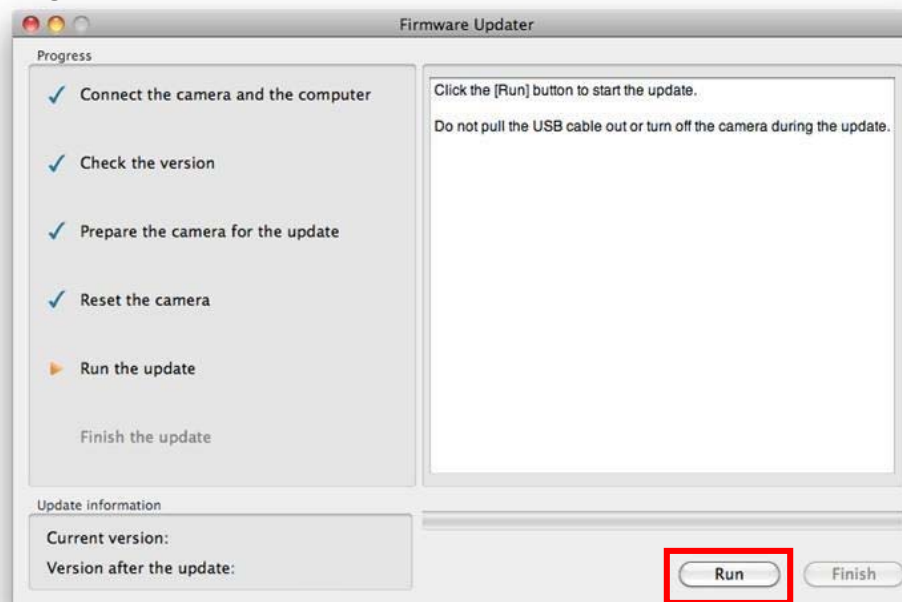 Firmware Updater
Progress
Connect the camera and the computer
Check the version
Prepare the camera for the update
Reset the camera
Run the update
Finish the update
Click the [Run] button to start the update.
Do not pull the USB cable out or turn off the camera during the update.
Update information
Current version:
Version after the update:
Run
Finish